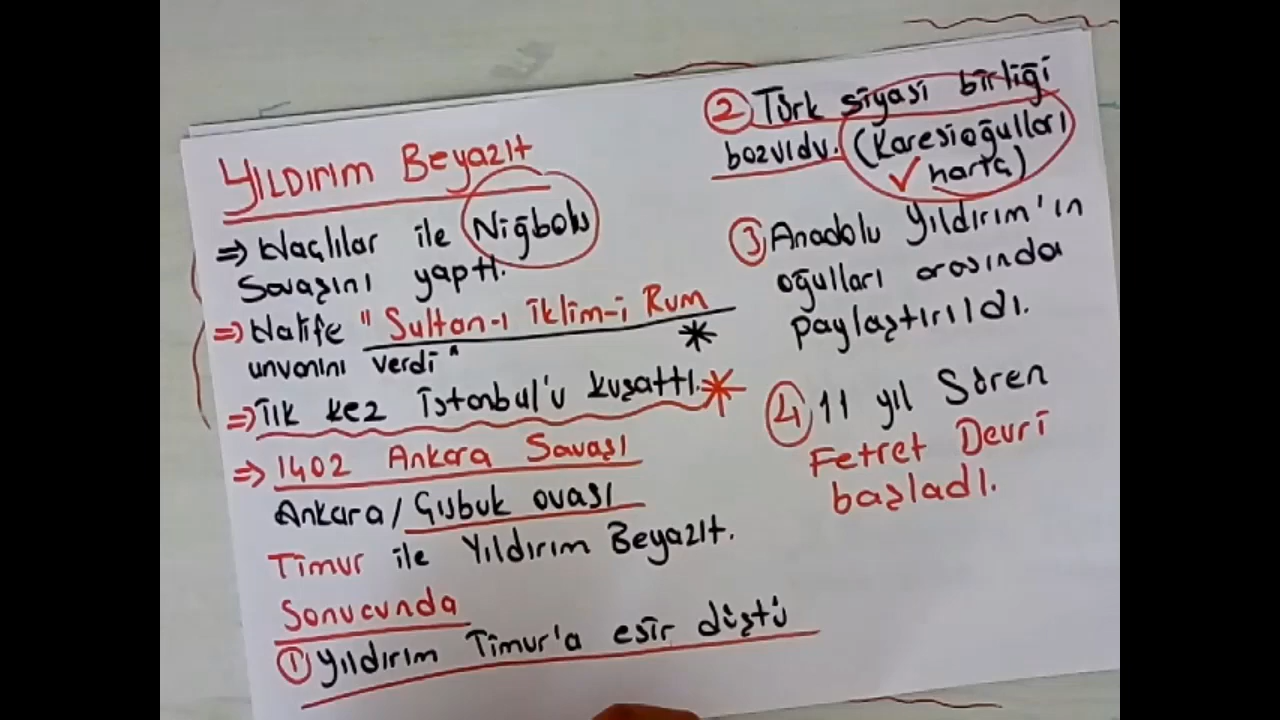 YILDIRIM Beyazıt
⇒ Haçlılar ile Niğbolu
Savaşını yaptı.
⇒ Halife "Sultan-ı İklim-i Rum
unvanını verdi"
⇒ İlk kez İstanbul'u kuşattı.
⇒ 1402 Ankara Savaşı
Ankara/Çubuk ovası
Timur ile Yıldırım Beyazıt.
Sonucunda
① Yıldırım Timur'a esir düştü
② Türk siyasi birliği
bozuldu. (Karesioğulları
hariç)
③ Anadolu Yıldırım'ın
oğulları arasında
paylaştırıldı.
④ 11 yıl Süren
Fetret Devri
başladı.